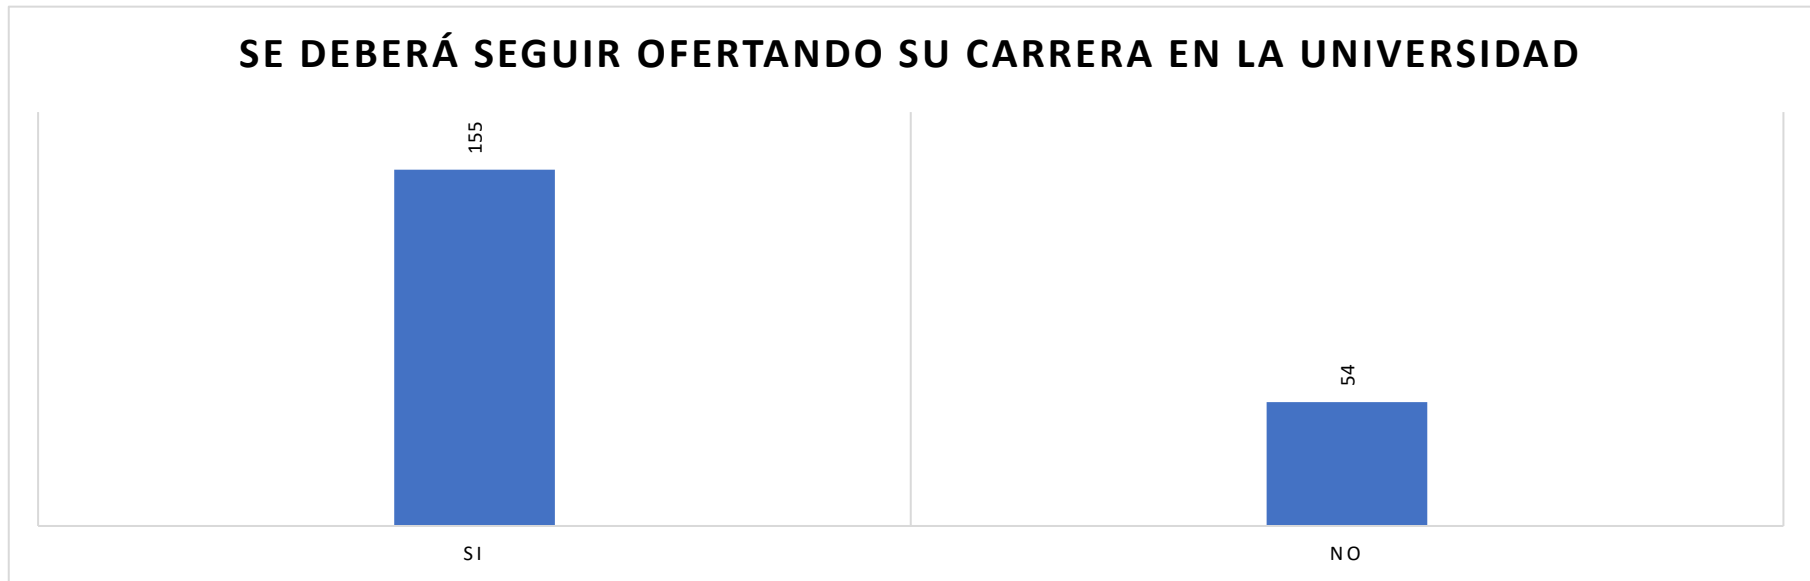 SE DEBERÁ SEGUIR OFERTANDO SU CARRERA EN LA UNIVERSIDAD
155
54
SI
NO